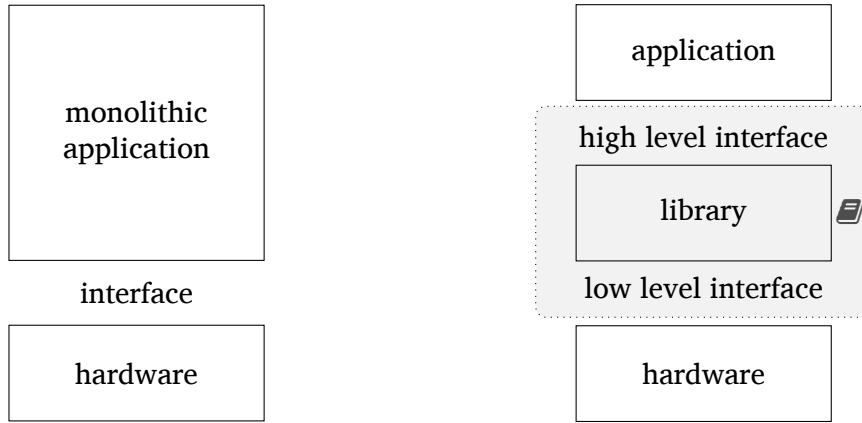 monolithic
application
interface
hardware
application
high level interface
library
low level interface
hardware